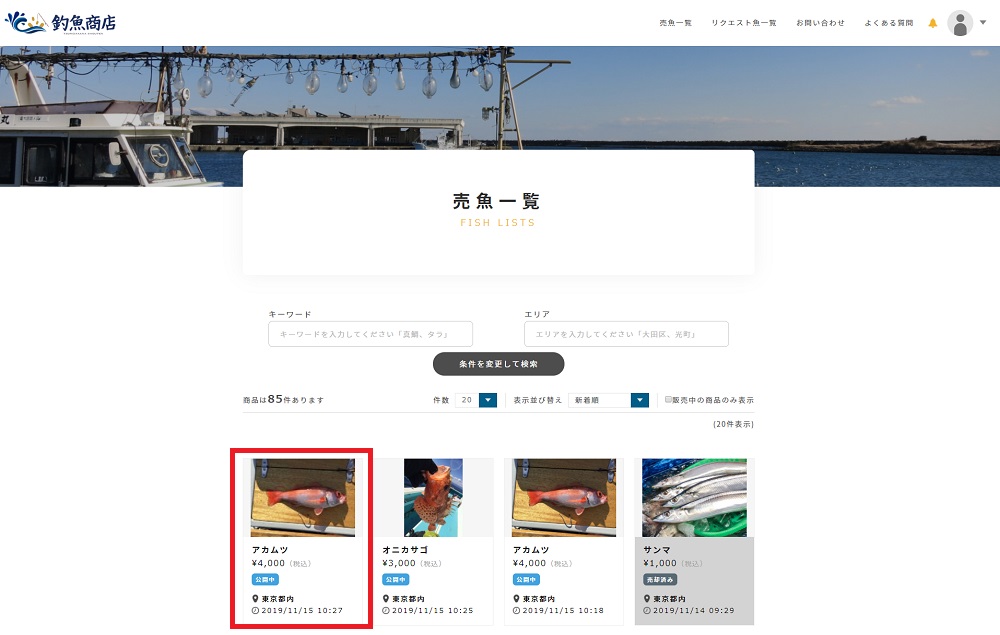 釣魚商店
売魚一覧 リクエスト魚一覧 お問い合わせ よくある質問
売魚一覧
FISH LISTS
キーワード エリア
キーワードを入力してください「真鯛、タラ」 エリアを入力してください「大田区、光町」
条件を変更して検索
商品は85件あります 件数 20 表示並び替え 新着順 販売中の商品のみ表示
(20件表示)
アカムツ オニカサゴ アカムツ サンマ
¥4,000（税込） ¥3,000（税込） ¥4,000（税込） ¥1,000（税込）
公開中 公開中 公開中 売却済み
東京都内 東京都内 東京都内 東京都内
2019/11/15 10:27 2019/11/15 10:25 2019/11/15 10:18 2019/11/14 09:29